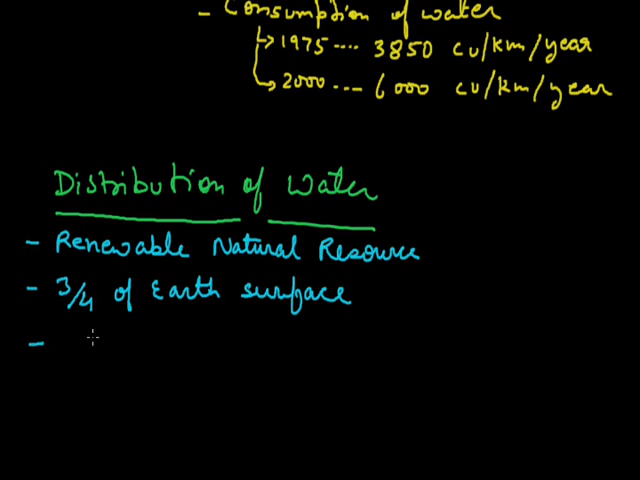 - Consumption of water
→ 1975 .... 3850 cu/km/year
→ 2000 ... 6000 cu/km/year
Distribution of water
- Renewable Natural Resource
- 3/4 of Earth surface
-